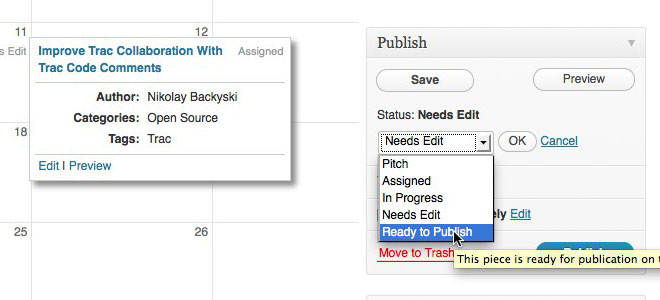 11
12
s Edit
Improve Trac Collaboration With
Trac Code Comments
Assigned
Author: Nikolay Backyski
Categories: Open Source
Tags: Trac
Edit | Preview
18
25
26
Publish
Save
Preview
Status: Needs Edit
Needs Edit
OK
Cancel
Pitch
Assigned
In Progress
Needs Edit
Ready to Publish
ely Edit
Move to Trash
This piece is ready for publication on t